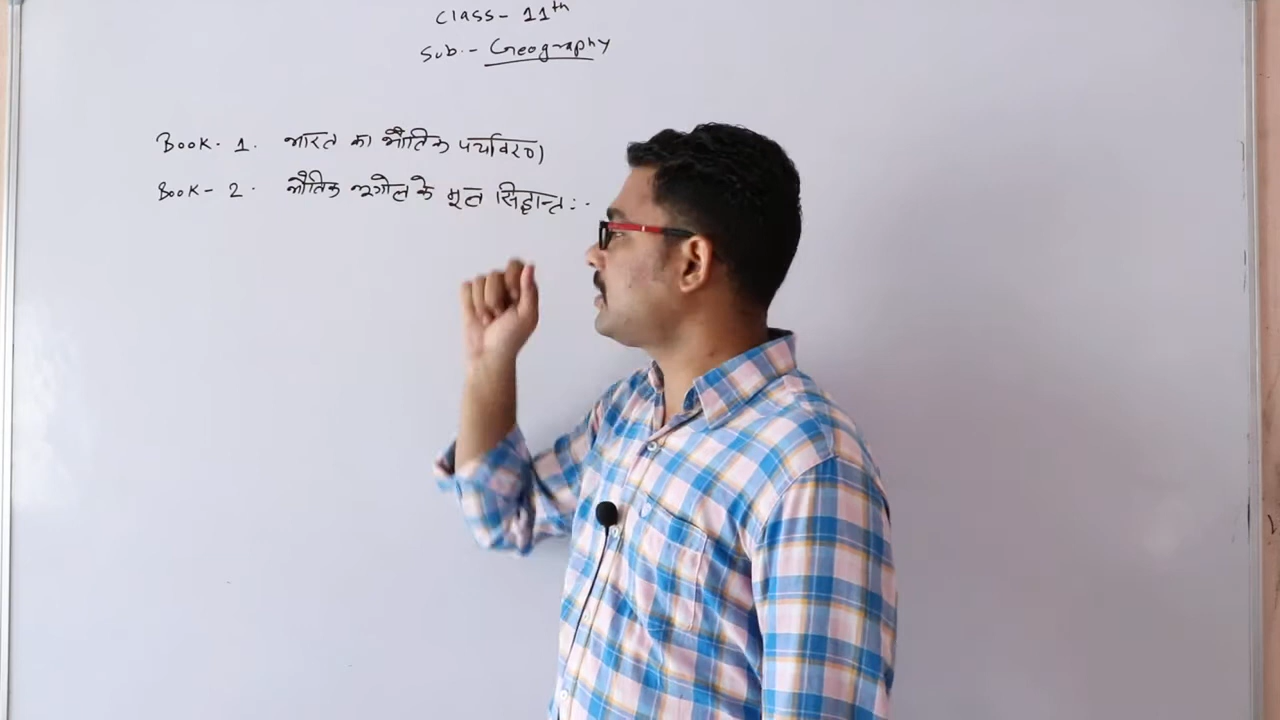 Class- 11th
Sub.- Geography
Book. 1. भारत का भौतिक पर्यावरण
Book- 2. भौतिक भूगोल के मूल सिद्धान्त:-